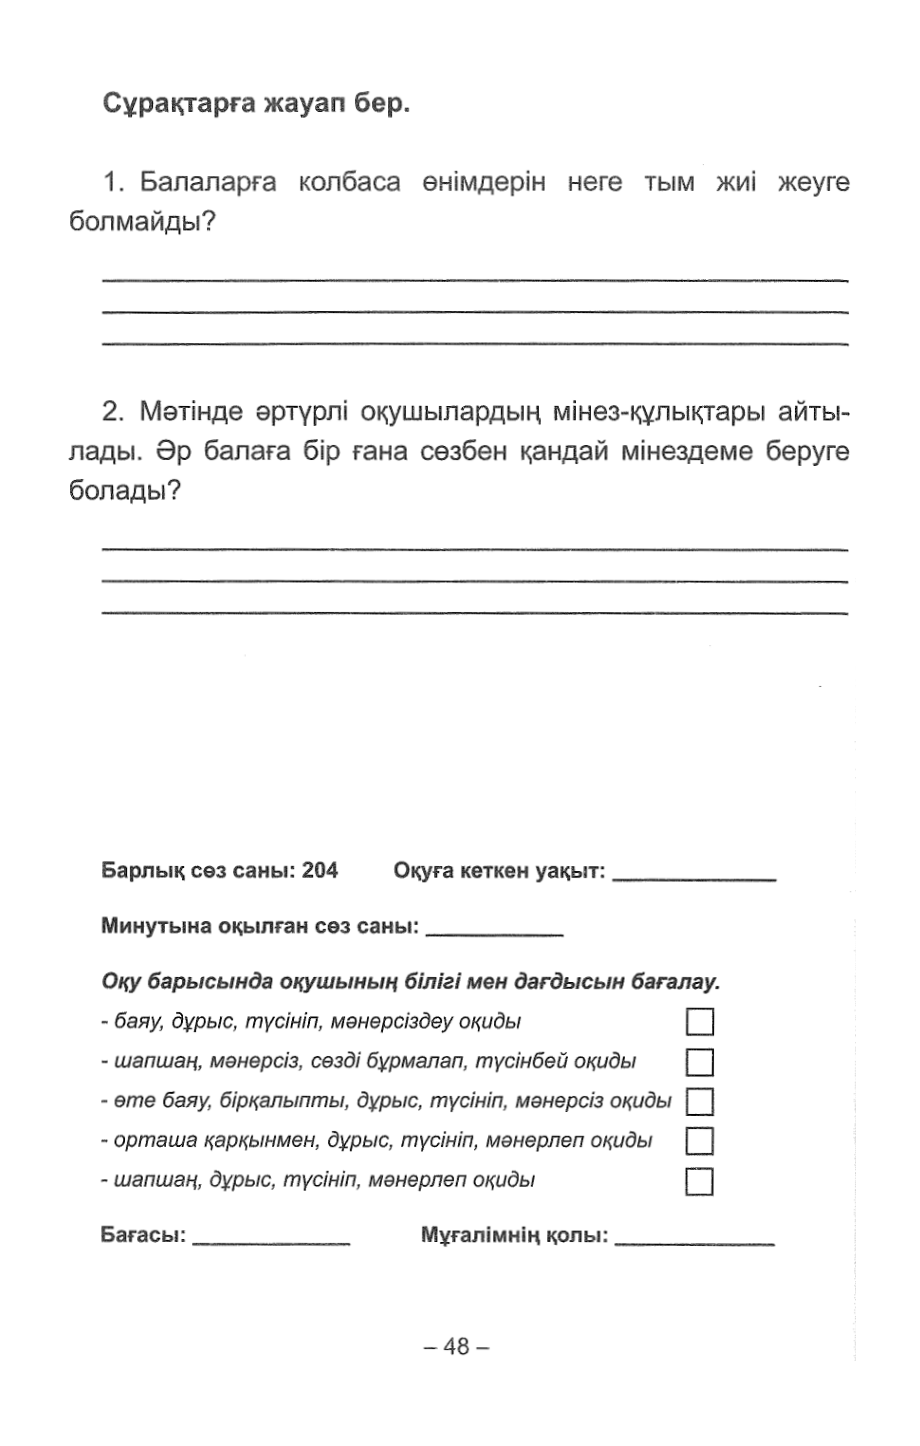 Сұрақтарға жауап бер.
1. Балаларға колбаса өнімдерін неге тым жиі жеуге
болмайды?
2. Мәтінде әртүрлі оқушылардың мінез-құлықтары айты-
лады. Әр балаға бір ғана сөзбен қандай мінездеме беруге
болады?
Барлық сөз саны: 204 Оқуға кеткен уақыт: ____________
Минутына оқылған сөз саны: __________
Оқу барысында оқушының білігі мен дағдысын бағалау.
- баяу, дұрыс, түсініп, мәнерсіздеу оқиды
- шапшаң, мәнерсіз, сөзді бұрмалап, түсінбей оқиды
- өте баяу, бірқалыпты, дұрыс, түсініп, мәнерсіз оқиды
- орташа қарқынмен, дұрыс, түсініп, мәнерлеп оқиды
- шапшаң, дұрыс, түсініп, мәнерлеп оқиды
Бағасы: ____________ Мұғалімнің қолы: ____________
– 48 –